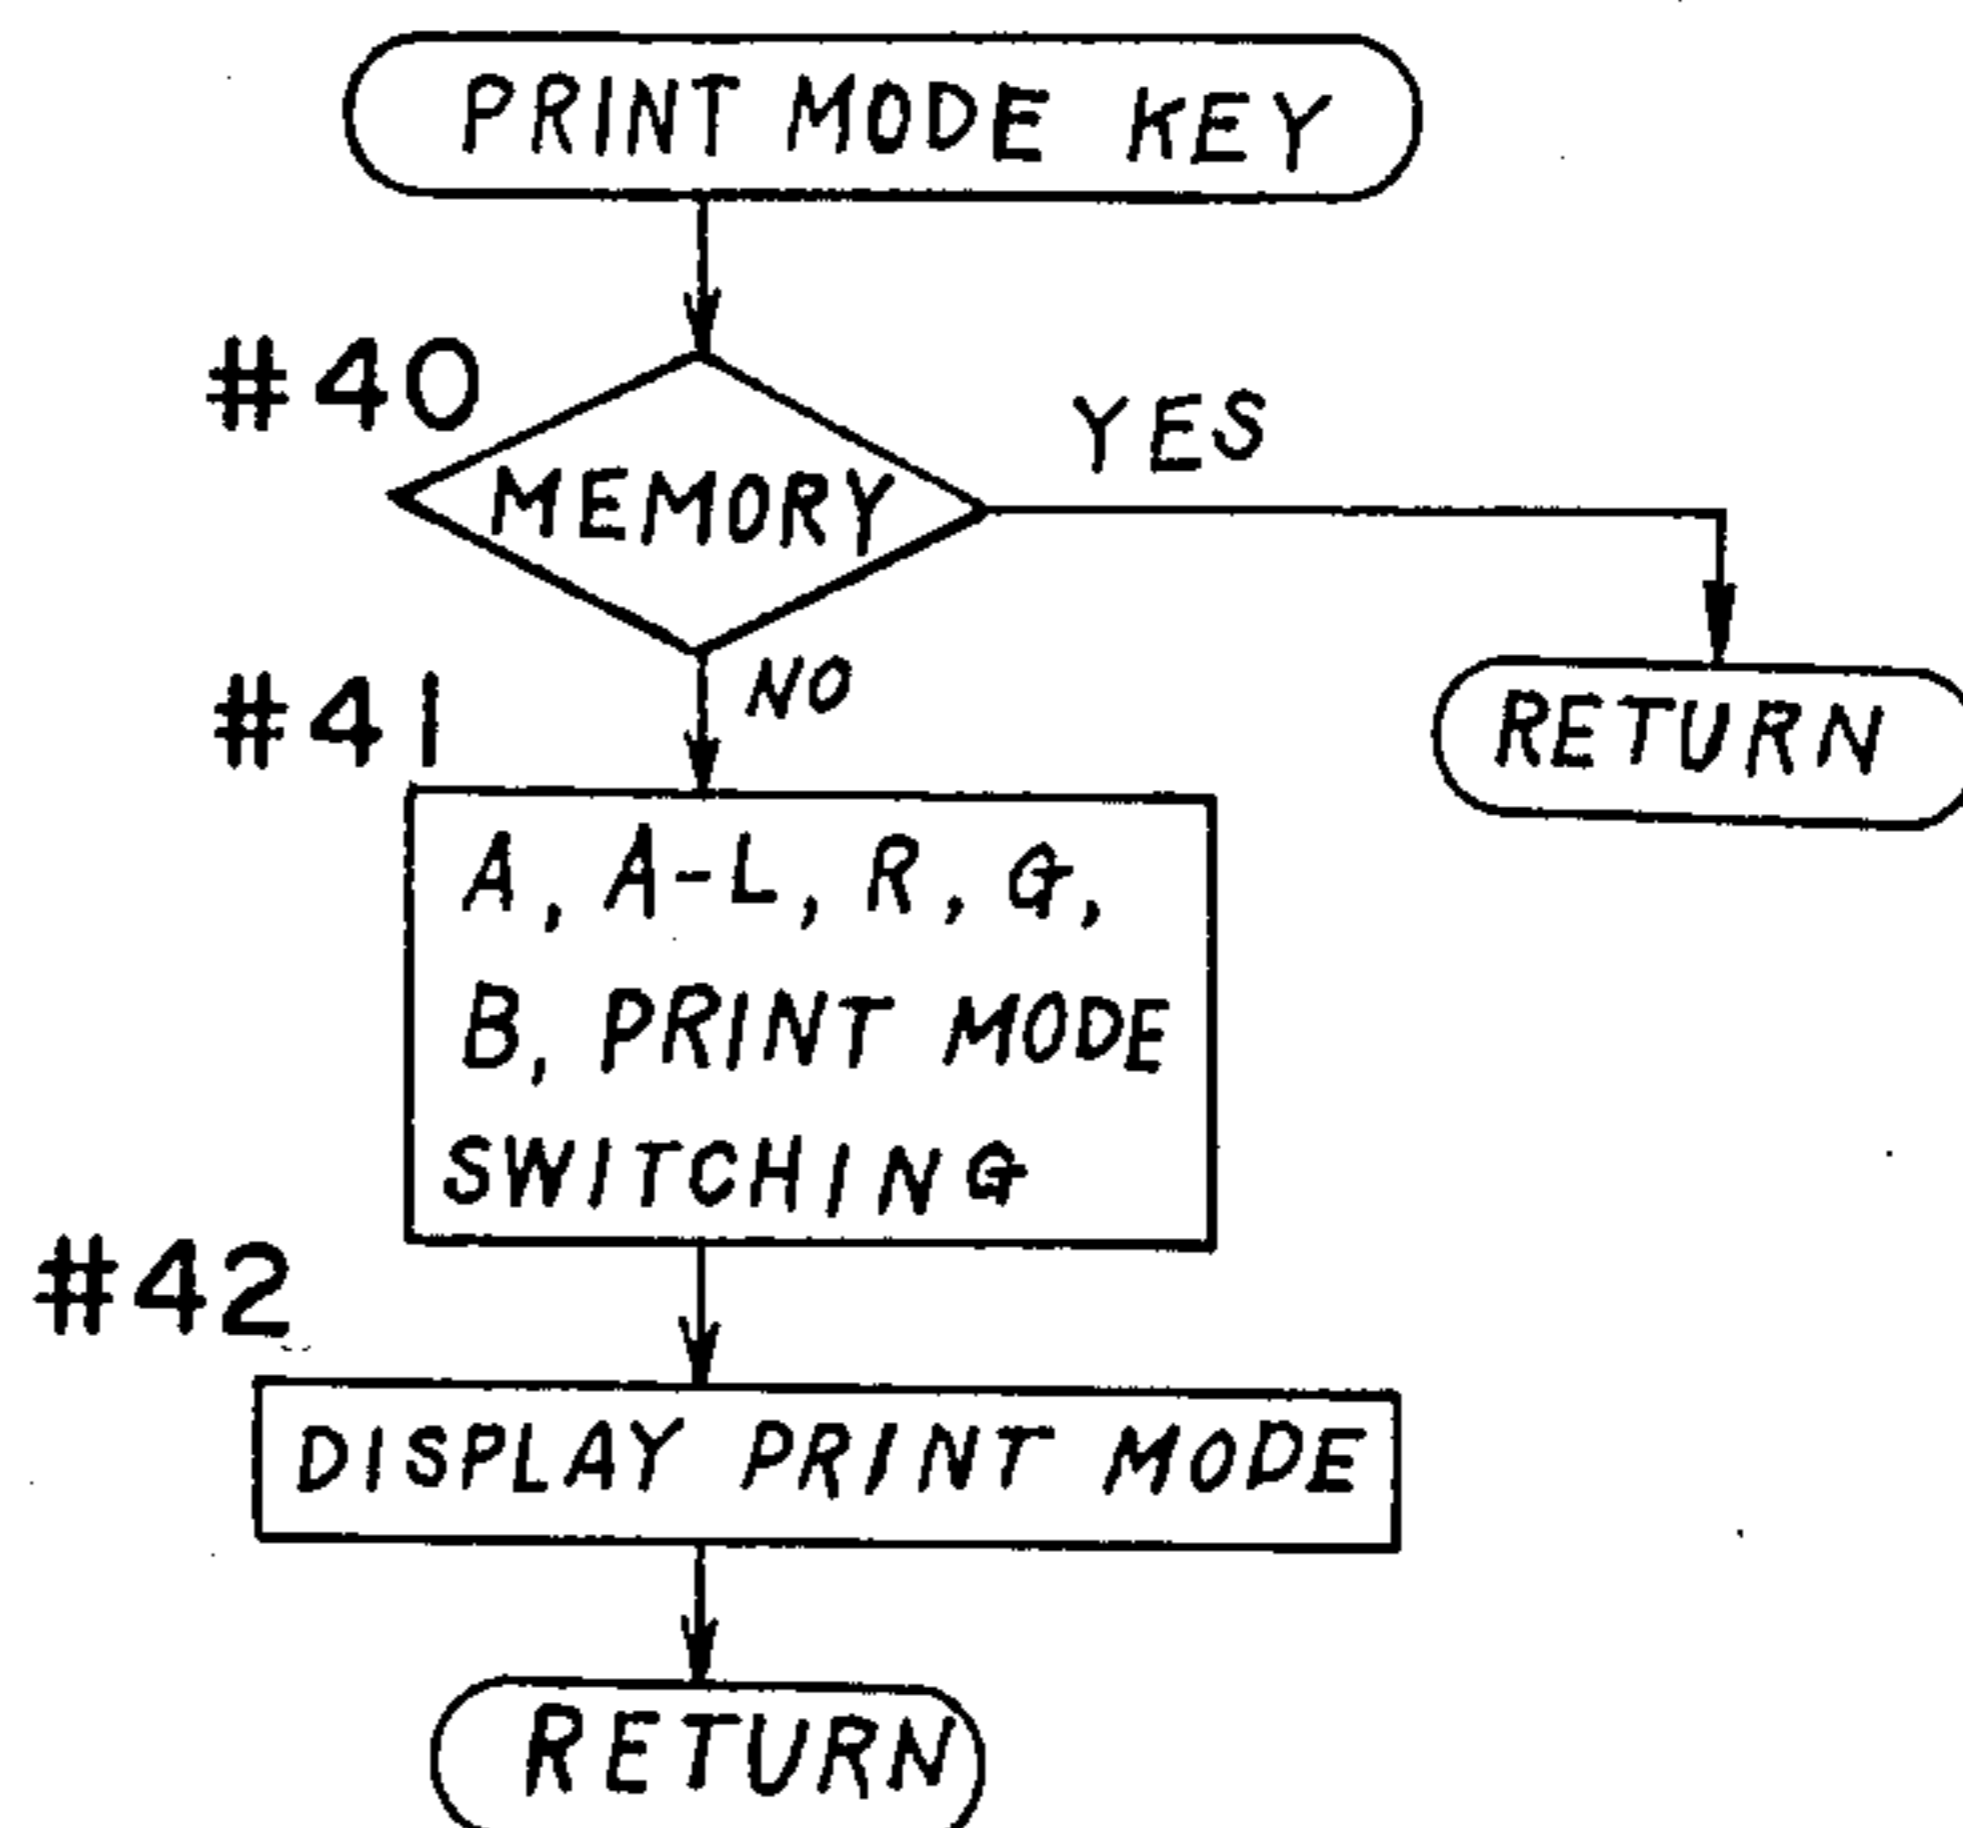 PRINT MODE KEY
#40
YES
MEMORY
NO
#41
RETURN
A, A-L, R, G,
B, PRINT MODE
SWITCHING
#42
DISPLAY PRINT MODE
RETURN